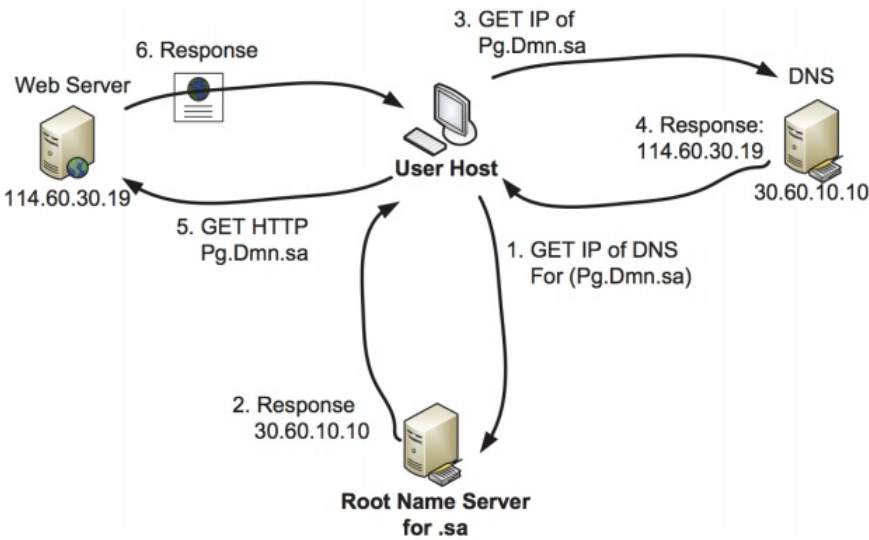 3. GET IP of
Pg.Dmn.sa
6. Response
Web Server
DNS
4. Response:
114.60.30.19
User Host
114.60.30.19
30.60.10.10
5. GET HTTP
Pg.Dmn.sa
1. GET IP of DNS
For (Pg.Dmn.sa)
2. Response
30.60.10.10
Root Name Server
for .sa